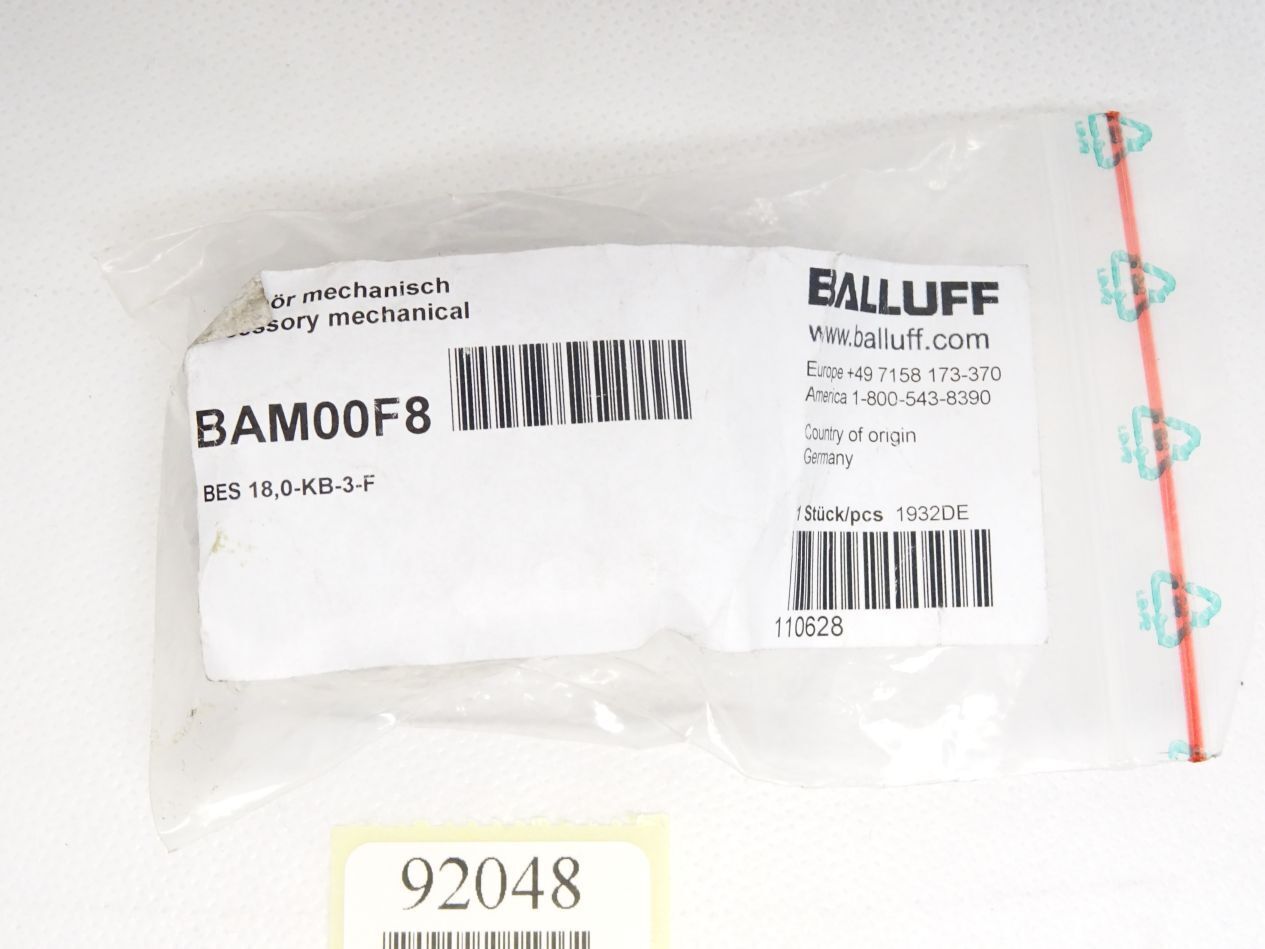 ör mechanisch
essory mechanical
BAM00F8
BES 18,0-KB-3-F
BALLUFF
www.balluff.com
Europe +49 7158 173-370
America 1-800-543-8390
Country of origin
Germany
1 Stück/pcs 1932DE
110628
92048